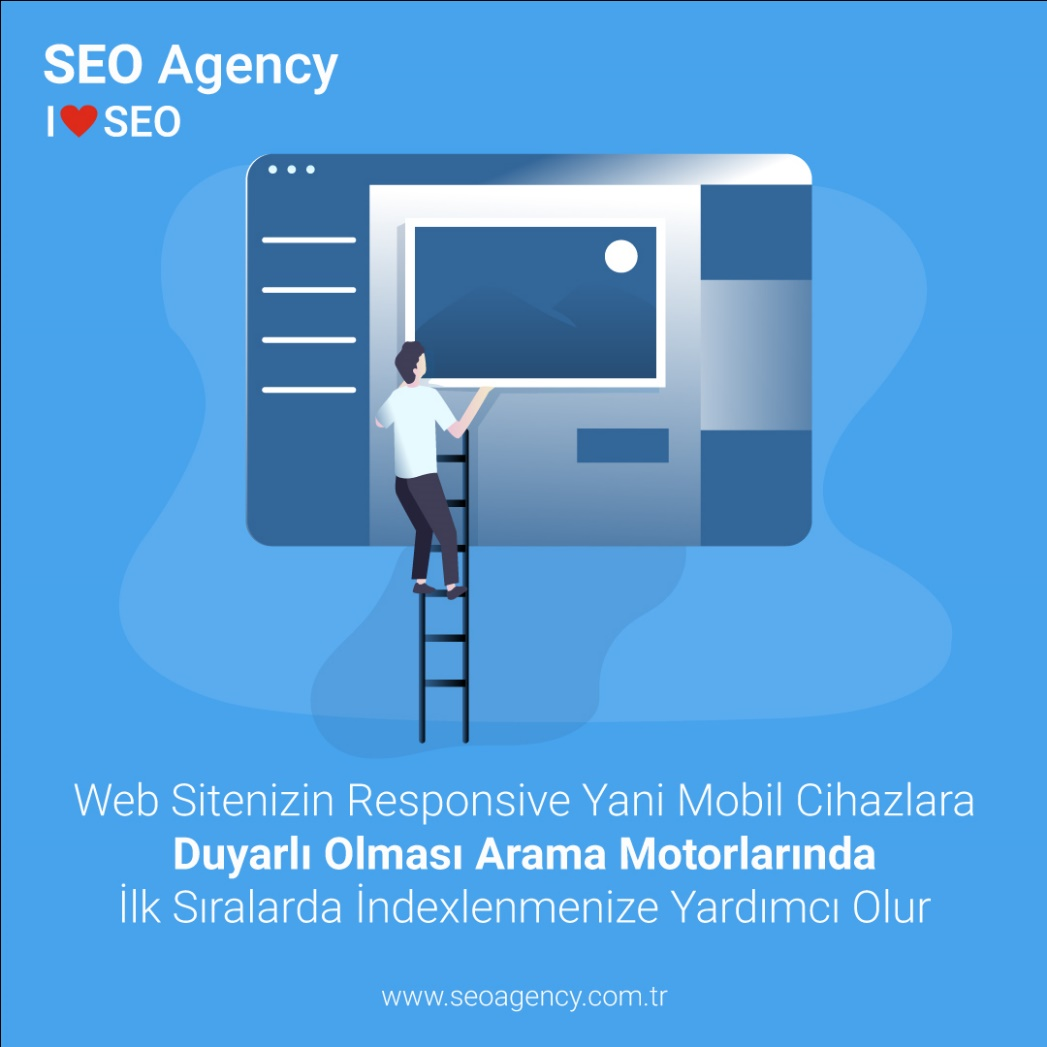 SEO Agency
I❤SEO
Web Sitenizin Responsive Yani Mobil Cihazlara
Duyarlı Olması Arama Motorlarında
İlk Sıralarda İndexlenmenize Yardımcı Olur
www.seoagency.com.tr